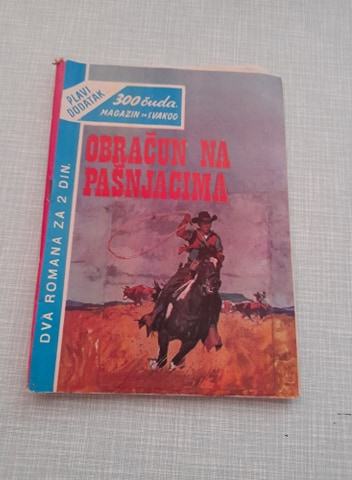 PLAVI
DODATAK
300 čuda
MAGAZIN ZA SVAKOG
OBRAČUN NA
PAŠNJACIMA
DVA ROMANA ZA 2 DIN.